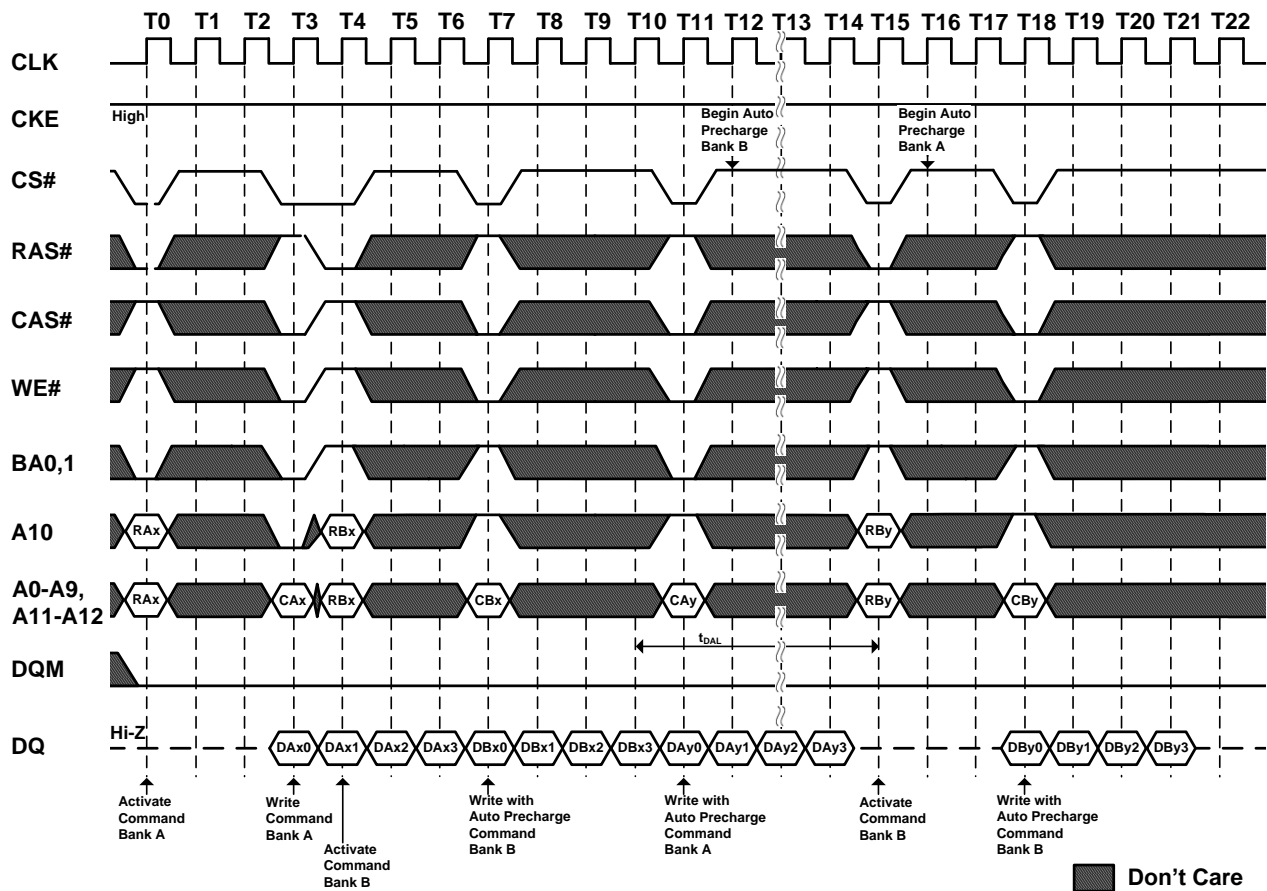 T0 T1 T2 T3 T4 T5 T6 T7 T8 T9 T10 T11 T12 T13 T14 T15 T16 T17 T18 T19 T20 T21 T22
CLK
CKE
High
Begin Auto
Precharge
Bank B
Begin Auto
Precharge
Bank A
CS#
RAS#
CAS#
WE#
BA0,1
A10
RAx RBx RBy
A0-A9,
A11-A12
RAx CAx RBx CBx CAy RBy CBy
tDAL
DQM
DQ
Hi-Z
DAx0 DAx1 DAx2 DAx3 DBx0 DBx1 DBx2 DBx3 DAy0 DAy1 DAy2 DAy3 DBy0 DBy1 DBy2 DBy3
Activate
Command
Bank A
Write
Command
Bank A
Activate
Command
Bank B
Write with
Auto Precharge
Command
Bank B
Write with
Auto Precharge
Command
Bank A
Activate
Command
Bank B
Write with
Auto Precharge
Command
Bank B
Don't Care